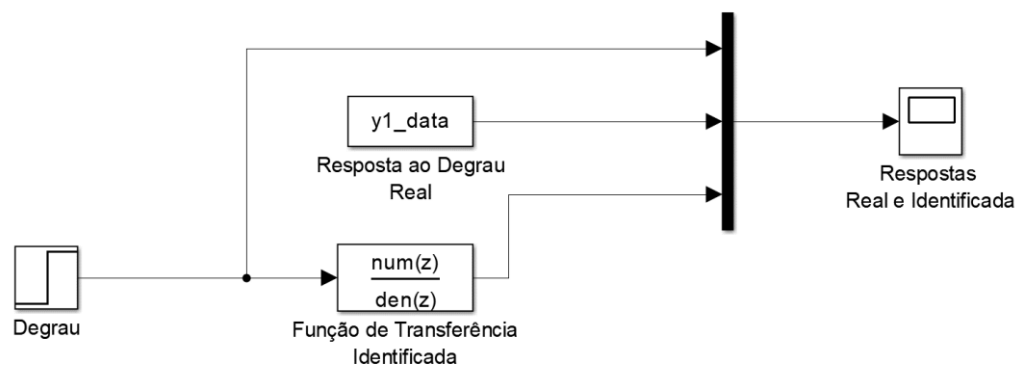 y1_data
Resposta ao Degrau
Real
Respostas
Real e Identificada
num(z)
den(z)
Degrau
Função de Transferência
Identificada